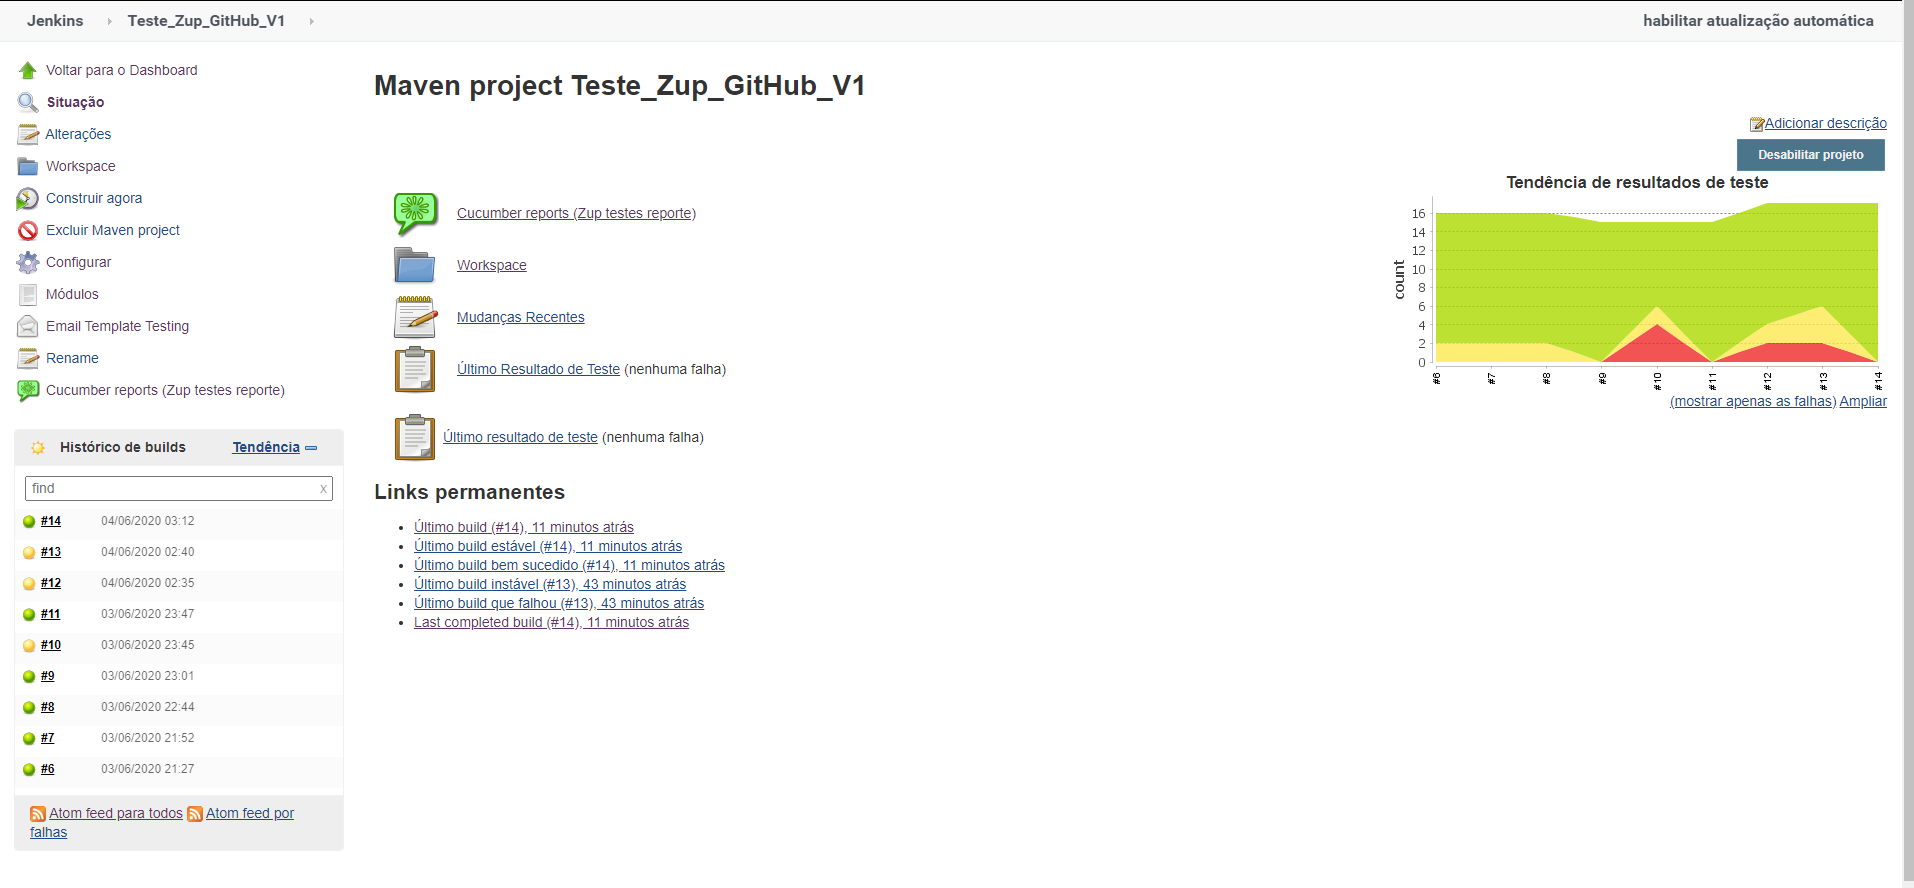 Jenkins Teste_Zup_GitHub_V1 habilitar atualização automática
Voltar para o Dashboard
Situação
Alterações
Workspace
Construir agora
Excluir Maven project
Configurar
Módulos
Email Template Testing
Rename
Cucumber reports (Zup testes reporte)
Histórico de builds Tendência
find x
#14 04/06/2020 03:12
#13 04/06/2020 02:40
#12 04/06/2020 02:35
#11 03/06/2020 23:47
#10 03/06/2020 23:45
#9 03/06/2020 23:01
#8 03/06/2020 22:44
#7 03/06/2020 21:52
#6 03/06/2020 21:27
Atom feed para todos Atom feed por
falhas
Maven project Teste_Zup_GitHub_V1
Adicionar descrição
Desabilitar projeto
Cucumber reports (Zup testes reporte)
Workspace
Mudanças Recentes
Último Resultado de Teste (nenhuma falha)
Último resultado de teste (nenhuma falha)
Links permanentes
Último build (#14), 11 minutos atrás
Último build estável (#14), 11 minutos atrás
Último build bem sucedido (#14), 11 minutos atrás
Último build instável (#13), 43 minutos atrás
Último build que falhou (#13), 43 minutos atrás
Last completed build (#14), 11 minutos atrás
Tendência de resultados de teste
count
16
14
12
10
8
6
4
2
0
#6 #7 #8 #9 #10 #11 #12 #13 #14
(mostrar apenas as falhas) Ampliar